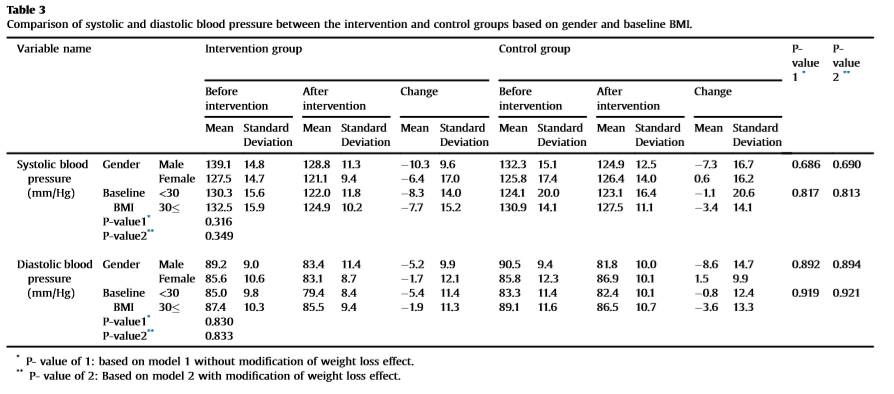 Table 3
Comparison of systolic and diastolic blood pressure between the intervention and control groups based on gender and baseline BMI.
Variable name Intervention group Control group P-value 1 * P-value 2 **
Before intervention After intervention Change Before intervention After intervention Change
Mean Standard Deviation Mean Standard Deviation Mean Standard Deviation Mean Standard Deviation Mean Standard Deviation Mean Standard Deviation
Systolic blood Gender Male 139.1 14.8 128.8 11.3 −10.3 9.6 132.3 15.1 124.9 12.5 −7.3 16.7 0.686 0.690
pressure Female 127.5 14.7 121.1 9.4 −6.4 17.0 125.8 17.4 126.4 14.0 0.6 16.2
(mm/Hg) Baseline <30 130.3 15.6 122.0 11.8 −8.3 14.0 124.1 20.0 123.1 16.4 −1.1 20.6 0.817 0.813
BMI 30≤ 132.5 15.9 124.9 10.2 −7.7 15.2 130.9 14.1 127.5 11.1 −3.4 14.1
P-value1* 0.316
P-value2** 0.349
Diastolic blood Gender Male 89.2 9.0 83.4 11.4 −5.2 9.9 90.5 9.4 81.8 10.0 −8.6 14.7 0.892 0.894
pressure Female 85.6 10.6 83.1 8.7 −1.7 12.1 85.8 12.3 86.9 10.1 1.5 9.9
(mm/Hg) Baseline <30 85.0 9.8 79.4 8.4 −5.4 11.4 83.3 11.4 82.4 10.1 −0.8 12.4 0.919 0.921
BMI 30≤ 87.4 10.3 85.5 9.4 −1.9 11.3 89.1 11.6 86.5 10.7 −3.6 13.3
P-value1* 0.830
P-value2** 0.833
* P- value of 1: based on model 1 without modification of weight loss effect.
** P- value of 2: Based on model 2 with modification of weight loss effect.